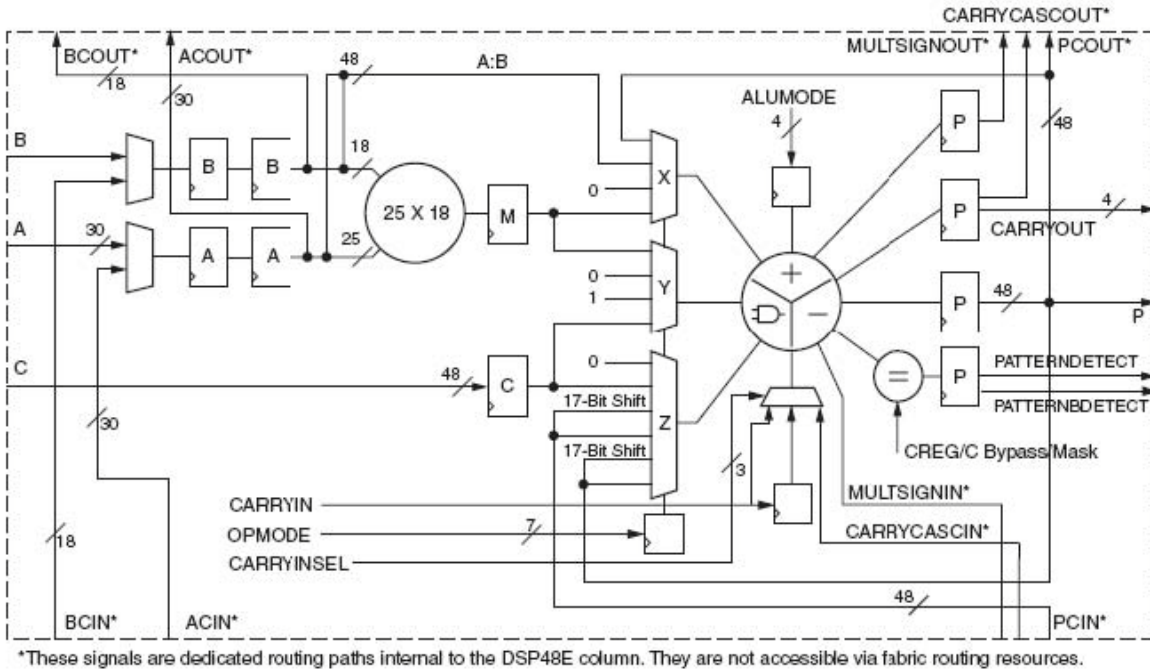 CARRYCASCOUT*
BCOUT* ACOUT* MULTSIGNOUT* PCOUT*
48 A:B
18
30 ALUMODE
4 P 48
B
B B 18
X
0
25 X 18 M P 4
A 30 CARRYOUT
A A 25
0 Y + 48
1 − P
P
C 0
48 C = P PATTERNDETECT
17-Bit Shift PATTERNBDETECT
30 Z
17-Bit Shift CREG/C Bypass/Mask
3
CARRYIN MULTSIGNIN*
OPMODE 7
18 CARRYCASCIN*
CARRYINSEL
48
BCIN* ACIN* PCIN*
*These signals are dedicated routing paths internal to the DSP48E column. They are not accessible via fabric routing resources.